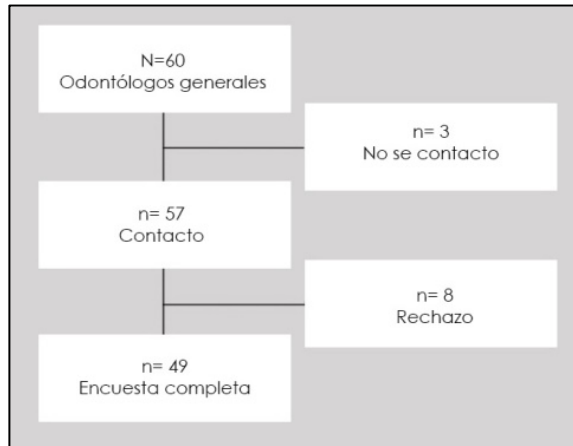 N=60
Odontólogos generales
n= 3
No se contacto
n= 57
Contacto
n= 8
Rechazo
n= 49
Encuesta completa